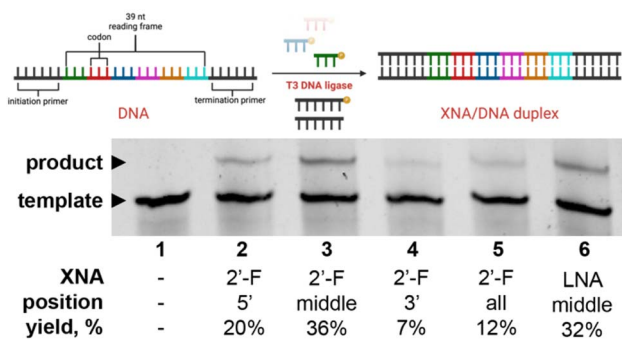 39 nt
reading frame
codon
T3 DNA ligase
initiation primer
termination primer
DNA
XNA/DNA duplex
product
template
1 2 3 4 5 6
XNA - 2'-F 2'-F 2'-F 2'-F LNA
position - 5' middle 3' all middle
yield, % - 20% 36% 7% 12% 32%